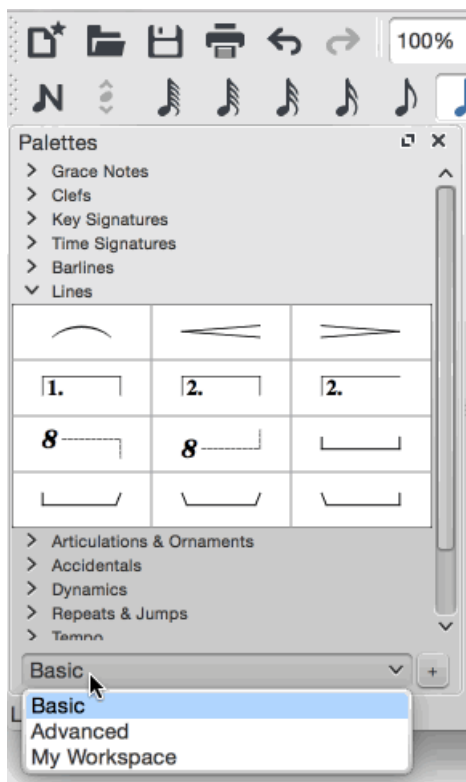 100%
N
Palettes
Grace Notes
Clefs
Key Signatures
Time Signatures
Barlines
Lines
1. 2. 2.
8 8
Articulations & Ornaments
Accidentals
Dynamics
Repeats & Jumps
Tempo
Basic +
L
Basic
Advanced
My Workspace